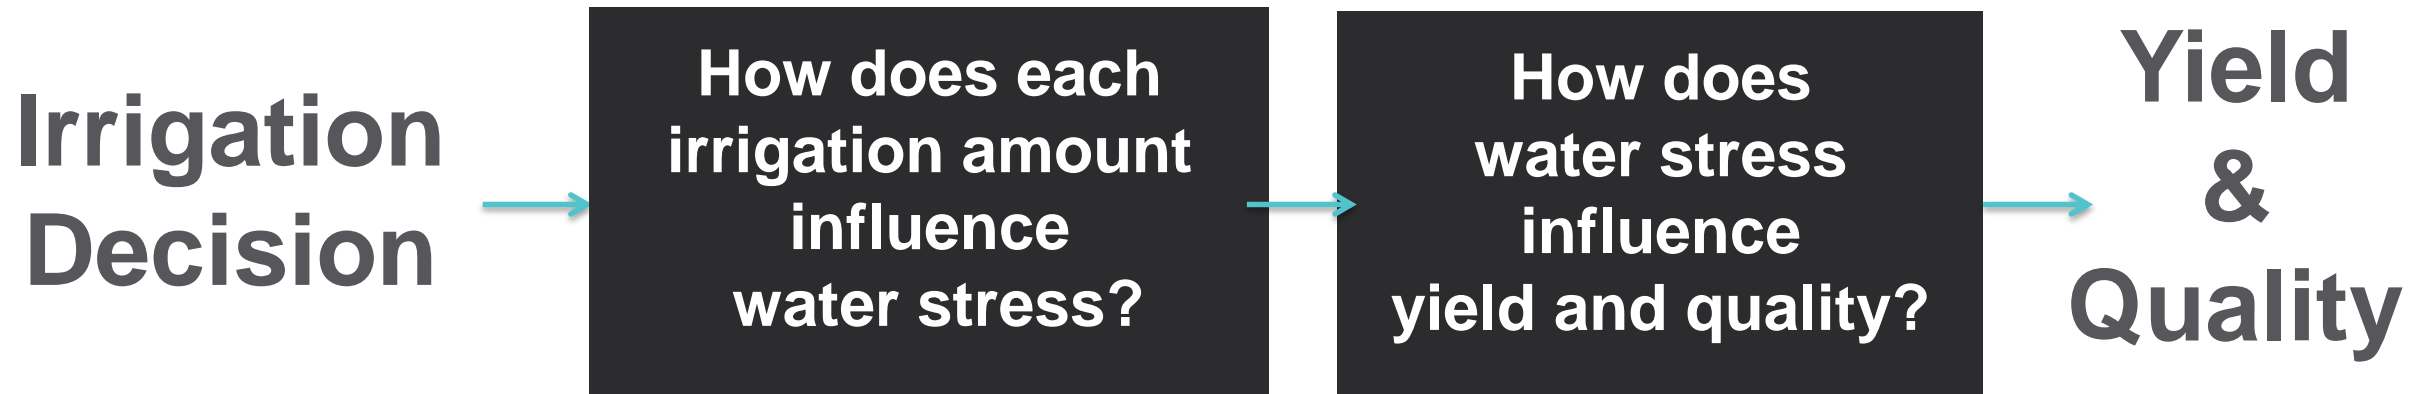 Irrigation
Decision
How does each
irrigation amount
influence
water stress?
How does
water stress
influence
yield and quality?
Yield
&
Quality